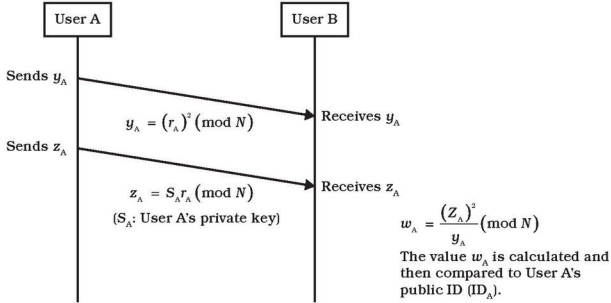 User A
User B
Sends y_A
y_A = (r_A)² (mod N)
Receives y_A
Sends z_A
z_A = S_A r_A (mod N)
(S_A: User A's private key)
Receives z_A
w_A = (Z_A)² / y_A (mod N)
The value w_A is calculated and
then compared to User A's
public ID (ID_A).